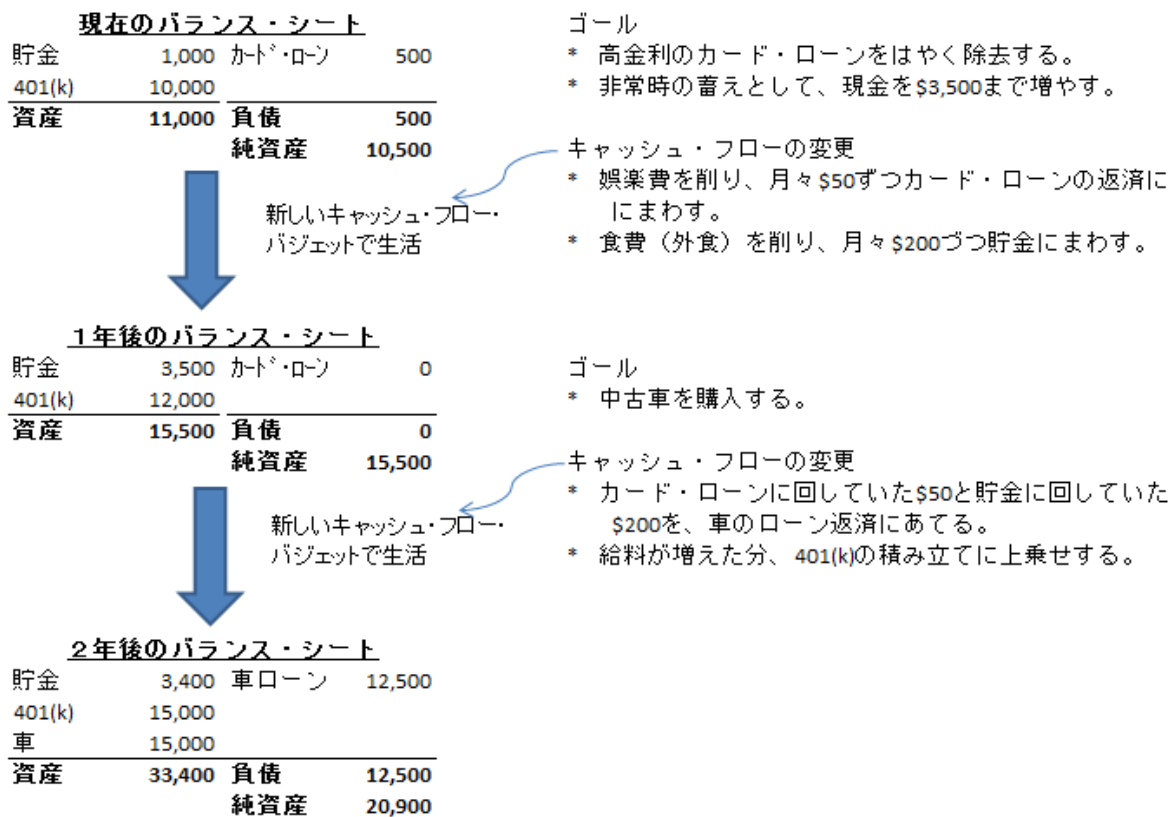 現在のバランス・シート
貯金 1,000 カード・ローン 500
401(k) 10,000
資産 11,000 負債 500
純資産 10,500
ゴール
* 高金利のカード・ローンをはやく除去する。
* 非常時の蓄えとして、現金を$3,500まで増やす。
キャッシュ・フローの変更
* 娯楽費を削り、月々$50ずつカード・ローンの返済に
にまわす。
* 食費（外食）を削り、月々$200づつ貯金にまわす。
新しいキャッシュ・フロー・
バジェットで生活
１年後のバランス・シート
貯金 3,500 カード・ローン 0
401(k) 12,000
資産 15,500 負債 0
純資産 15,500
ゴール
* 中古車を購入する。
キャッシュ・フローの変更
* カード・ローンに回していた$50と貯金に回していた
$200を、車のローン返済にあてる。
* 給料が増えた分、401(k)の積み立てに上乗せする。
新しいキャッシュ・フロー・
バジェットで生活
２年後のバランス・シート
貯金 3,400 車ローン 12,500
401(k) 15,000
車 15,000
資産 33,400 負債 12,500
純資産 20,900